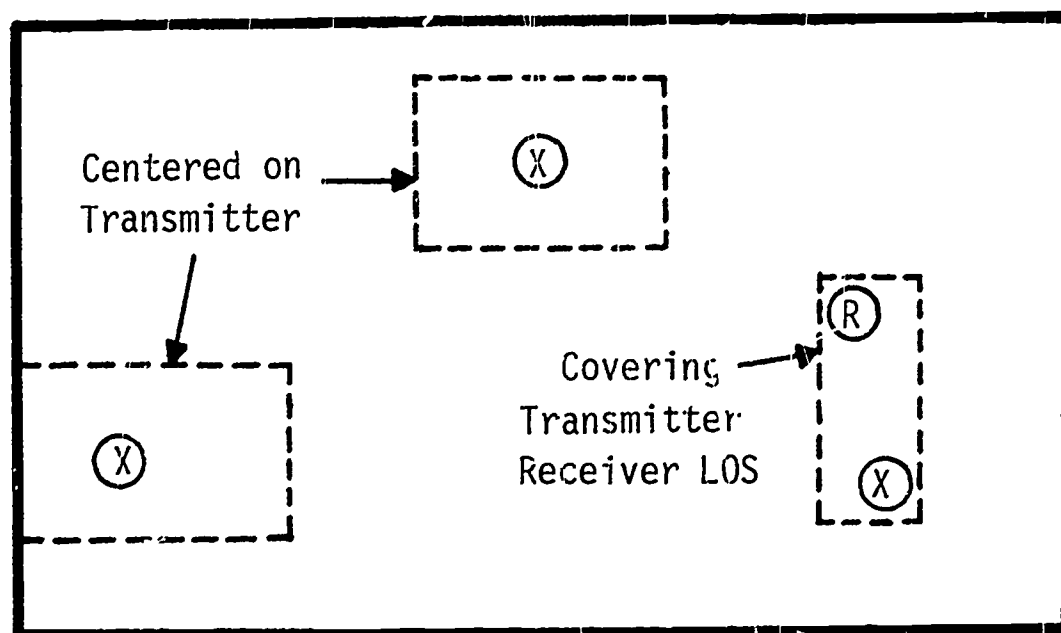 X
Centered on
Transmitter
R
Covering
Transmitter
Receiver LOS
X
X